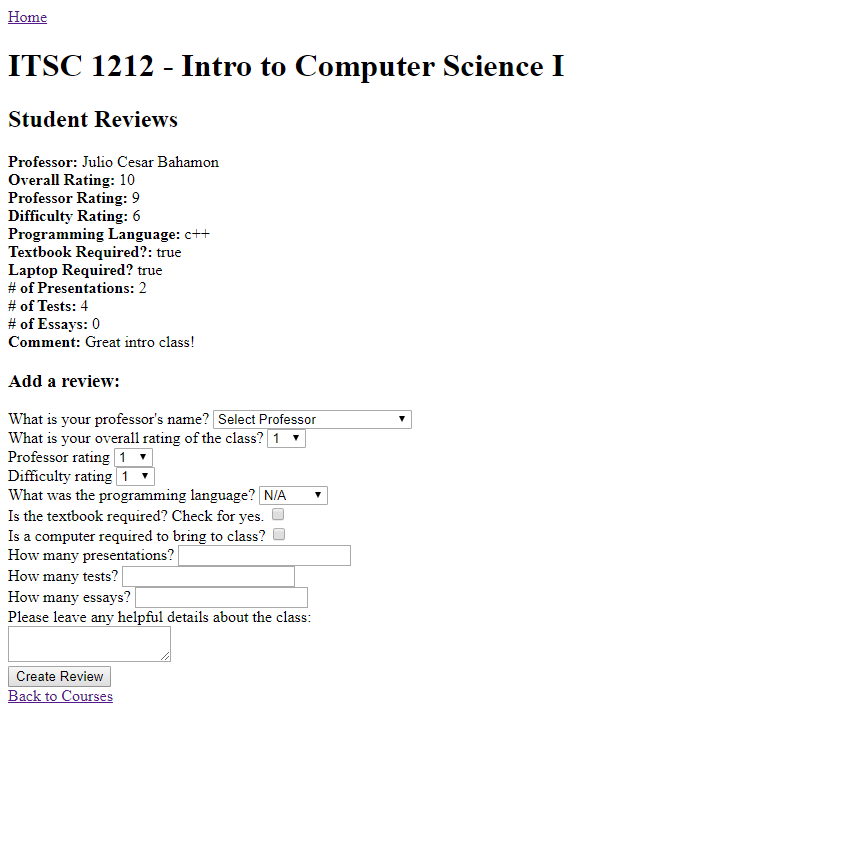 Home
ITSC 1212 - Intro to Computer Science I
Student Reviews
Professor: Julio Cesar Bahamon
Overall Rating: 10
Professor Rating: 9
Difficulty Rating: 6
Programming Language: c++
Textbook Required?: true
Laptop Required? true
# of Presentations: 2
# of Tests: 4
# of Essays: 0
Comment: Great intro class!
Add a review:
What is your professor's name? Select Professor
What is your overall rating of the class? 1
Professor rating 1
Difficulty rating 1
What was the programming language? N/A
Is the textbook required? Check for yes.
Is a computer required to bring to class?
How many presentations?
How many tests?
How many essays?
Please leave any helpful details about the class:
Create Review
Back to Courses